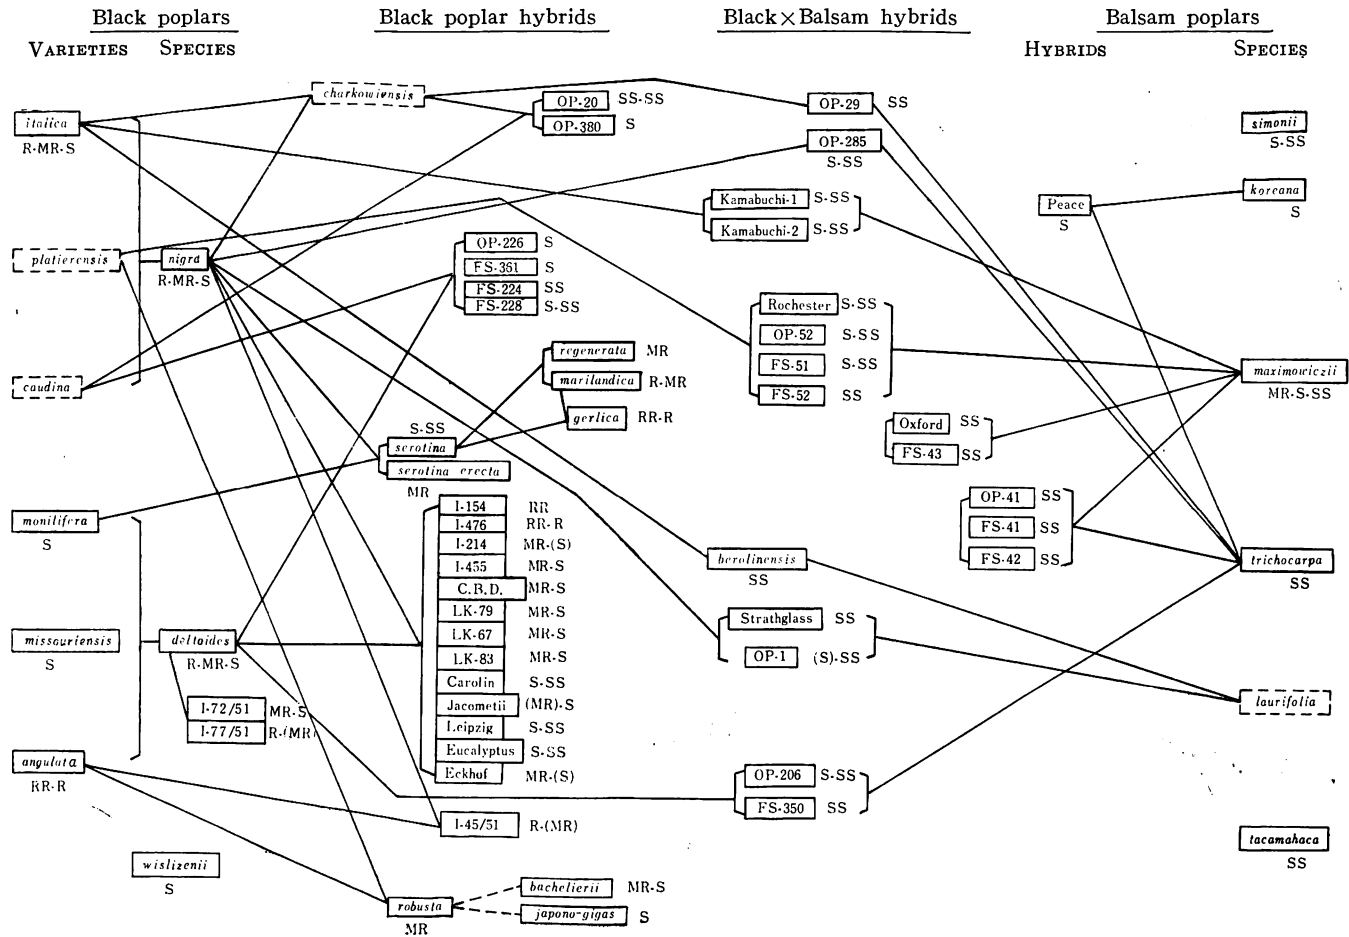 Black poplars
Black poplar hybrids
Black×Balsam hybrids
Balsam poplars
VARIETIES
SPECIES
HYBRIDS
SPECIES
italica
R-MR-S
platierensis
caudina
monilifera
S
missouriensis
S
angulata
RR-R
nigra
R-MR-S
deltoides
R-MR-S
I-72/51 MR-S
I-77/51 R-(MR)
wislizenii
S
charkowiensis
OP-20 SS-SS
OP-380 S
OP-226 S
FS-361 S
FS-224 SS
FS-228 S-SS
regenerata MR
marilandica R-MR
gerlica RR-R
S-SS
serotina
serotina erecta
MR
I-154 RR
I-476 RR-R
I-214 MR-(S)
I-455 MR-S
C.B.D. MR-S
LK-79 MR-S
LK-67 MR-S
LK-83 MR-S
Carolin S-SS
Jacometii (MR)-S
Leipzig S-SS
Eucalyptus S-SS
Eckhof MR-(S)
I-45/51 R-(MR)
robusta
MR
bachelierii MR-S
japono-gigas S
OP-29 SS
OP-285
S-SS
Kamabuchi-1 S-SS
Kamabuchi-2 S-SS
Rochester S-SS
OP-52 S-SS
FS-51 S-SS
FS-52 SS
Oxford SS
FS-43 SS
OP-41 SS
FS-41 SS
FS-42 SS
berolinensis
SS
Strathglass SS
OP-1 (S)-SS
OP-206 S-SS
FS-350 SS
Peace
S
simonii
S-SS
koreana
S
maximowiczii
MR-S-SS
trichocarpa
SS
laurifolia
tacamahaca
SS